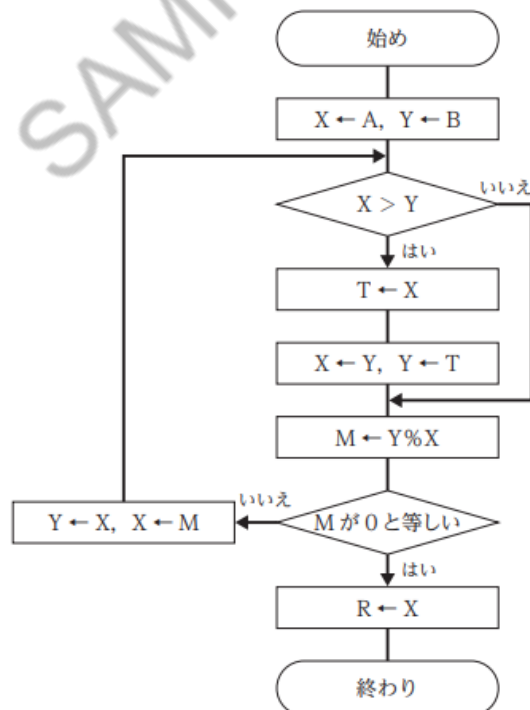 SAMP
始め
X ← A, Y ← B
X > Y
いいえ
はい
T ← X
X ← Y, Y ← T
M ← Y%X
いいえ
Y ← X, X ← M
M が 0 と等しい
はい
R ← X
終わり